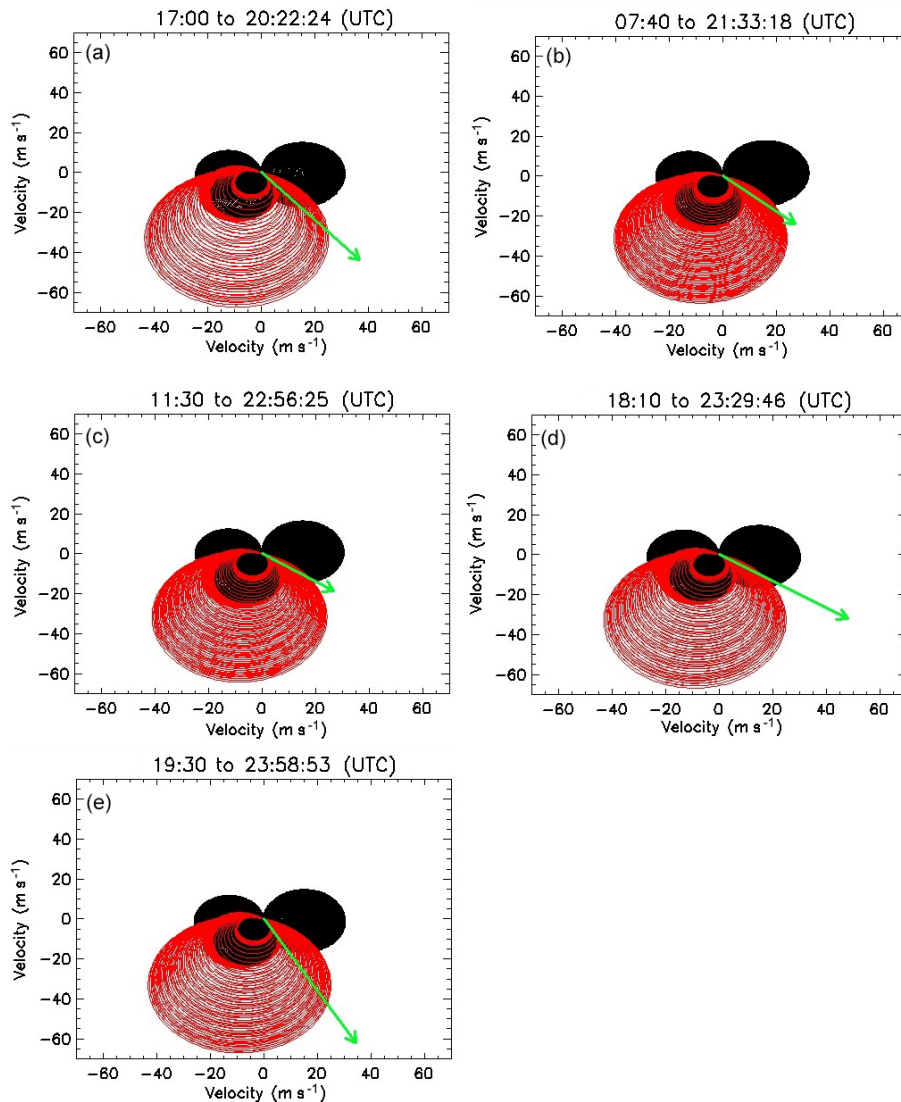 17:00 to 20:22:24 (UTC)
(a)
60
40
20
0
−20
−40
−60
Velocity (m s⁻¹)
−60 −40 −20 0 20 40 60
Velocity (m s⁻¹)
07:40 to 21:33:18 (UTC)
(b)
60
40
20
0
−20
−40
−60
Velocity (m s⁻¹)
−60 −40 −20 0 20 40 60
Velocity (m s⁻¹)
11:30 to 22:56:25 (UTC)
(c)
60
40
20
0
−20
−40
−60
Velocity (m s⁻¹)
−60 −40 −20 0 20 40 60
Velocity (m s⁻¹)
18:10 to 23:29:46 (UTC)
(d)
60
40
20
0
−20
−40
−60
Velocity (m s⁻¹)
−60 −40 −20 0 20 40 60
Velocity (m s⁻¹)
19:30 to 23:58:53 (UTC)
(e)
60
40
20
0
−20
−40
−60
Velocity (m s⁻¹)
−60 −40 −20 0 20 40 60
Velocity (m s⁻¹)